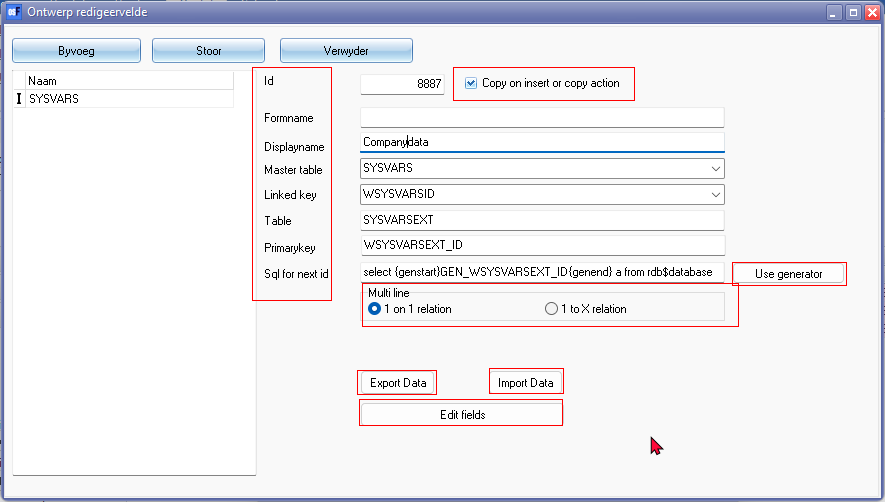 Ontwerp redigeervelde
Byvoeg Stoor Verwyder
Naam
SYSVARS
Id 8887 Copy on insert or copy action
Formname
Displayname Companydata
Master table SYSVARS
Linked key WSYSVARSID
Table SYSVARSEXT
Primarykey WSYSVARSEXT_ID
Sql for next id select {genstart}GEN_WSYSVARSEXT_ID{genend} a from rdb$database Use generator
Multi line
1 on 1 relation 1 to X relation
Export Data Import Data
Edit fields